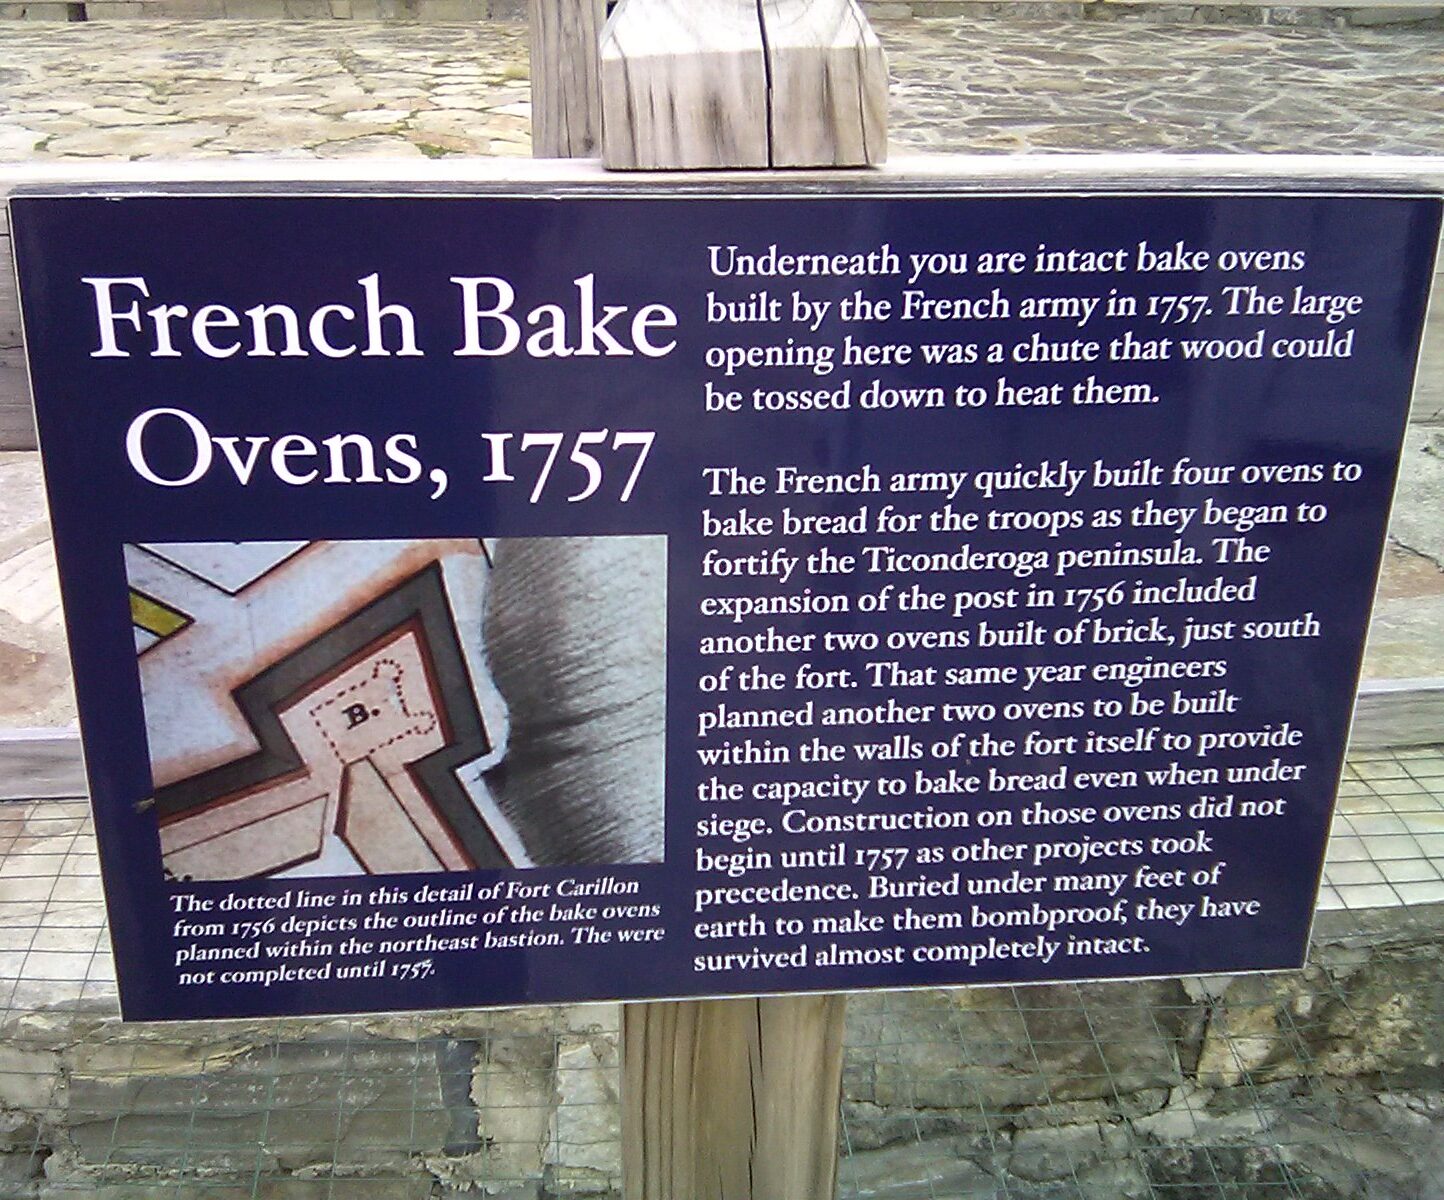 French Bake
Ovens, 1757
B.
The dotted line in this detail of Fort Carillon
from 1756 depicts the outline of the bake ovens
planned within the northeast bastion. The were
not completed until 1757.
Underneath you are intact bake ovens
built by the French army in 1757. The large
opening here was a chute that wood could
be tossed down to heat them.
The French army quickly built four ovens to
bake bread for the troops as they began to
fortify the Ticonderoga peninsula. The
expansion of the post in 1756 included
another two ovens built of brick, just south
of the fort. That same year engineers
planned another two ovens to be built
within the walls of the fort itself to provide
the capacity to bake bread even when under
siege. Construction on those ovens did not
begin until 1757 as other projects took
precedence. Buried under many feet of
earth to make them bombproof, they have
survived almost completely intact.